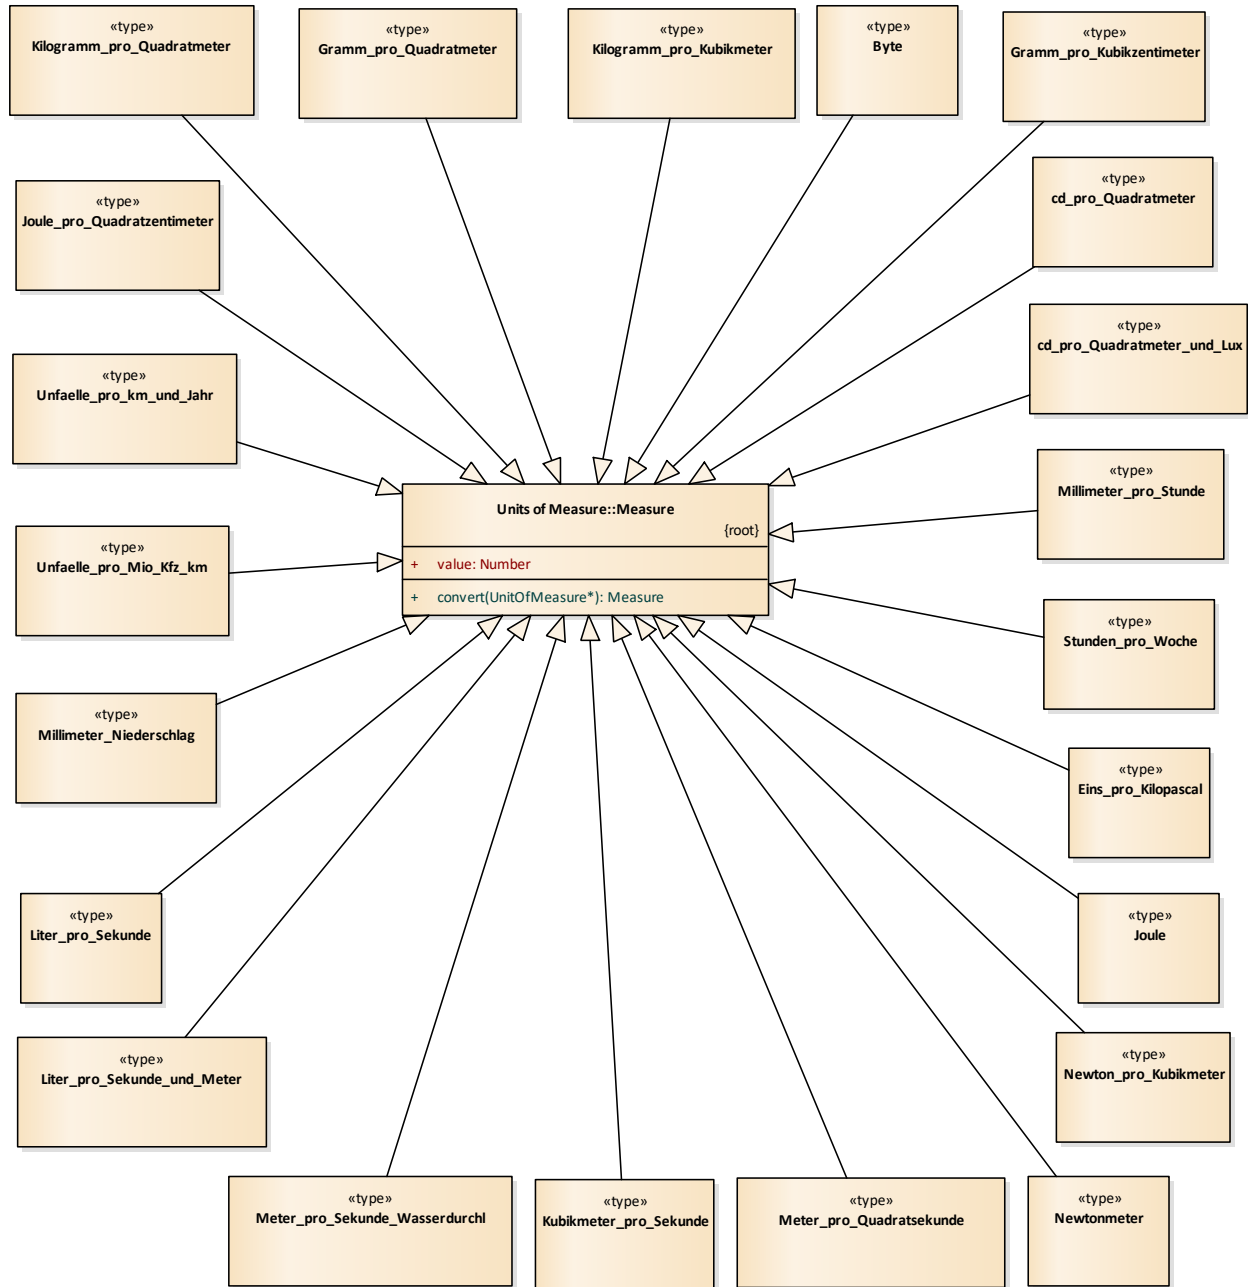 «type»
Kilogramm_pro_Quadratmeter
«type»
Gramm_pro_Quadratmeter
«type»
Kilogramm_pro_Kubikmeter
«type»
Byte
«type»
Gramm_pro_Kubikzentimeter
«type»
cd_pro_Quadratmeter
«type»
Joule_pro_Quadratzentimeter
«type»
cd_pro_Quadratmeter_und_Lux
«type»
Unfaelle_pro_km_und_Jahr
«type»
Millimeter_pro_Stunde
Units of Measure::Measure
{root}
+ value: Number
+ convert(UnitOfMeasure*): Measure
«type»
Unfaelle_pro_Mio_Kfz_km
«type»
Stunden_pro_Woche
«type»
Millimeter_Niederschlag
«type»
Eins_pro_Kilopascal
«type»
Liter_pro_Sekunde
«type»
Joule
«type»
Liter_pro_Sekunde_und_Meter
«type»
Newton_pro_Kubikmeter
«type»
Meter_pro_Sekunde_Wasserdurchl
«type»
Kubikmeter_pro_Sekunde
«type»
Meter_pro_Quadratsekunde
«type»
Newtonmeter